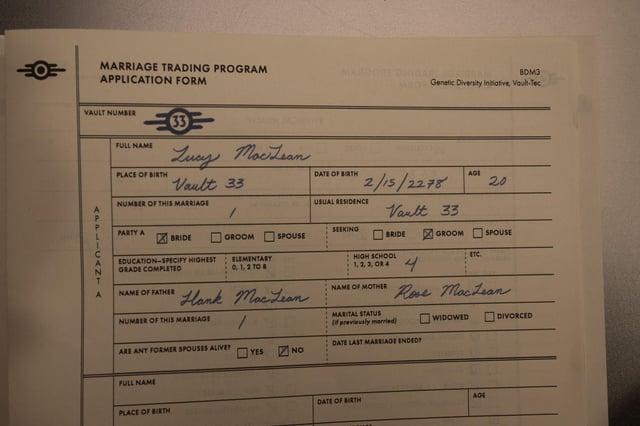 MARRIAGE TRADING PROGRAM
APPLICATION FORM
BDM3
Genetic Diversity Initiative, Vault-Tec
VAULT NUMBER 33
APPLICANT A
FULL NAME
Lucy MacLean
PLACE OF BIRTH DATE OF BIRTH AGE
Vault 33 2/15/2278 20
NUMBER OF THIS MARRIAGE USUAL RESIDENCE
1 Vault 33
PARTY A BRIDE GROOM SPOUSE SEEKING BRIDE GROOM SPOUSE
EDUCATION–SPECIFY HIGHEST ELEMENTARY HIGH SCHOOL ETC.
GRADE COMPLETED 0, 1, 2 TO 8 1, 2, 3, OR 4 4
NAME OF FATHER Hank MacLean NAME OF MOTHER Rose MacLean
NUMBER OF THIS MARRIAGE MARITAL STATUS
1 (if previously married) WIDOWED DIVORCED
ARE ANY FORMER SPOUSES ALIVE? YES NO DATE LAST MARRIAGE ENDED?
FULL NAME
PLACE OF BIRTH DATE OF BIRTH AGE